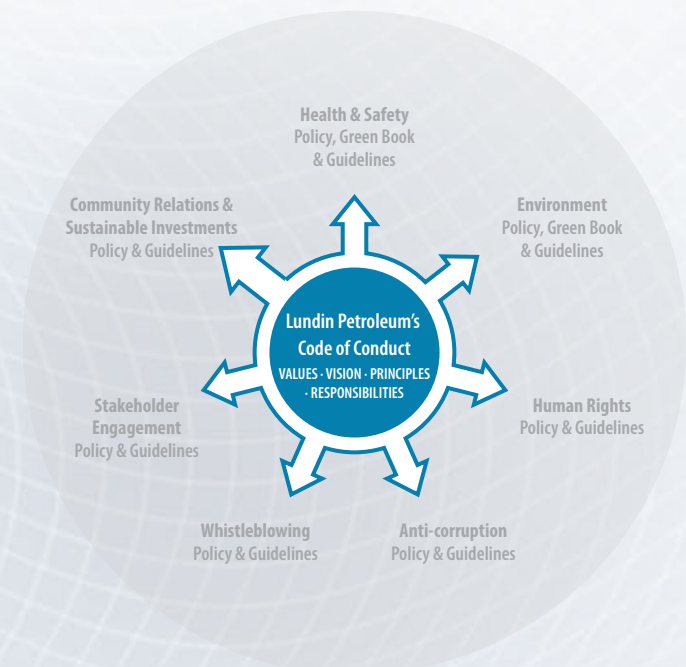 Health & Safety
Policy, Green Book
& Guidelines
Community Relations &
Sustainable Investments
Policy & Guidelines
Environment
Policy, Green Book
& Guidelines
Lundin Petroleum's
Code of Conduct
VALUES · VISION · PRINCIPLES
· RESPONSIBILITIES
Stakeholder
Engagement
Policy & Guidelines
Human Rights
Policy & Guidelines
Whistleblowing
Policy & Guidelines
Anti-corruption
Policy & Guidelines